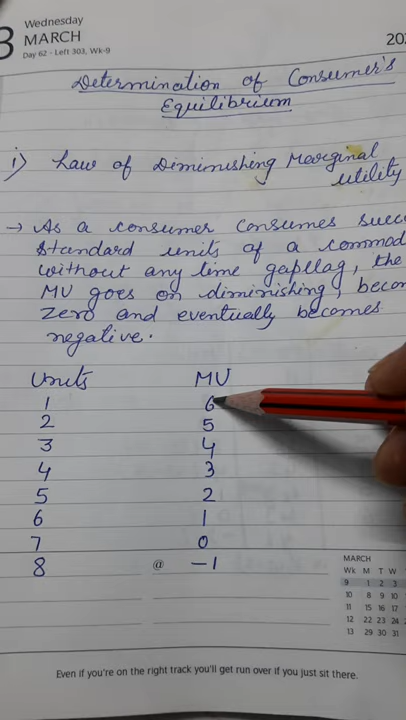 3
Wednesday
MARCH
Day 62 - Left 303, Wk-9
Determination of Consumer's
Equilibrium
i) Law of Diminishing Marginal
utility
→ As a consumer consumes
standard units of a
without any time gap/lag, the
MU goes on diminishing,
zero and eventually becomes
negative.
Units MU
1 6
2 5
3 4
4 3
5 2
6 1
7 0
8 @ -1
MARCH
Wk M T W
9 1 2 3
10 8 9 10
11 15 16 17
12 22 23 24
13 29 30 31
Even if you're on the right track you'll get run over if you just sit there.